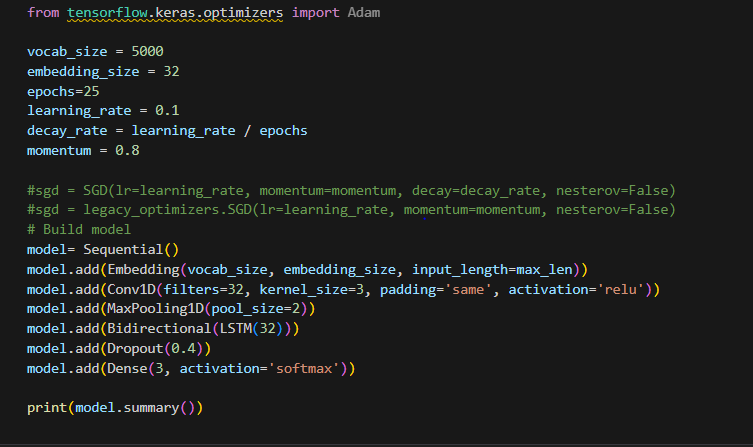 from tensorflow.keras.optimizers import Adam
vocab_size = 5000
embedding_size = 32
epochs=25
learning_rate = 0.1
decay_rate = learning_rate / epochs
momentum = 0.8
#sgd = SGD(lr=learning_rate, momentum=momentum, decay=decay_rate, nesterov=False)
#sgd = legacy_optimizers.SGD(lr=learning_rate, momentum=momentum, nesterov=False)
# Build model
model= Sequential()
model.add(Embedding(vocab_size, embedding_size, input_length=max_len))
model.add(Conv1D(filters=32, kernel_size=3, padding='same', activation='relu'))
model.add(MaxPooling1D(pool_size=2))
model.add(Bidirectional(LSTM(32)))
model.add(Dropout(0.4))
model.add(Dense(3, activation='softmax'))
print(model.summary())